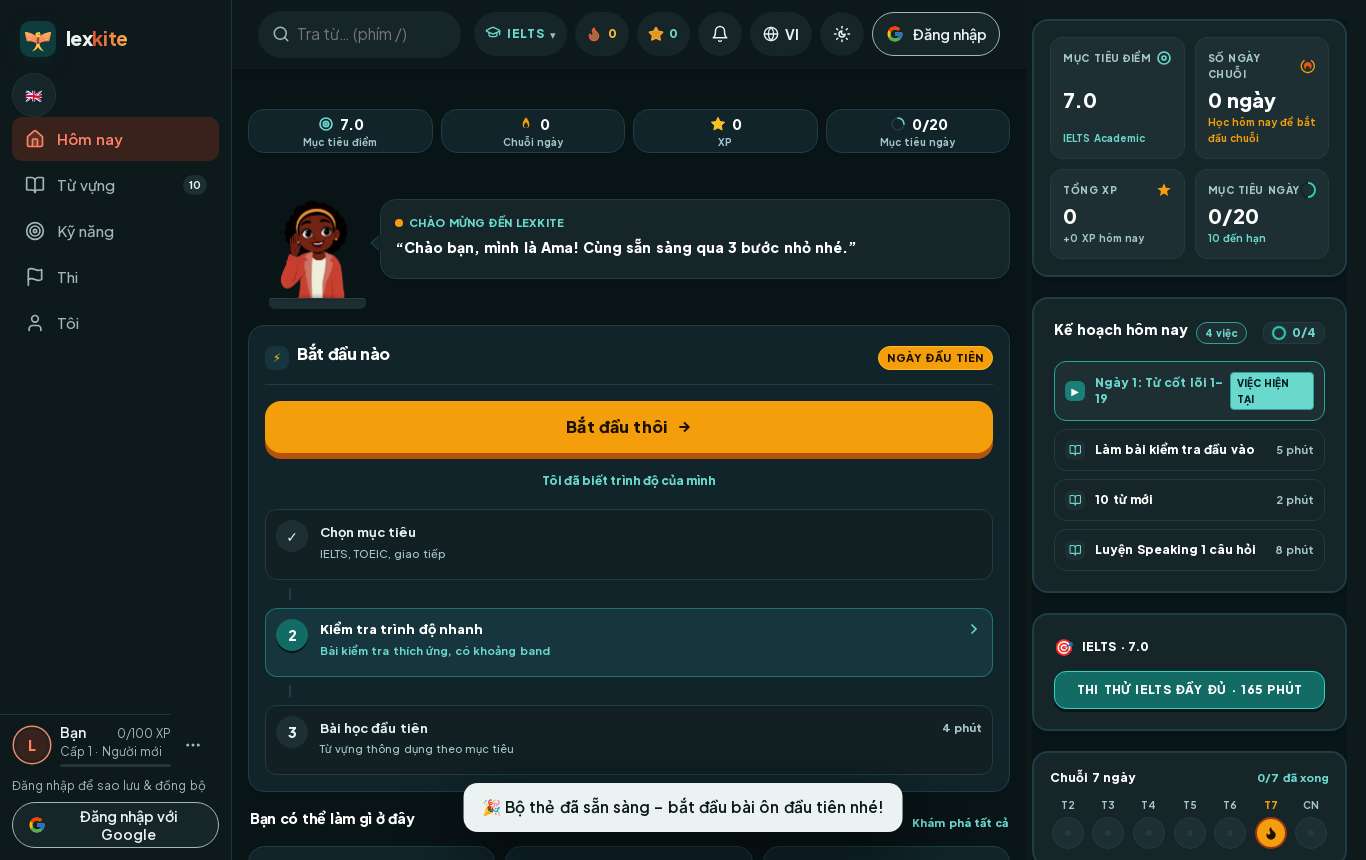 lexkite
Hôm nay
Từ vựng 10
Kỹ năng
Thi
Tôi
L
Bạn 0/100 XP
Cấp 1 · Người mới
Đăng nhập để sao lưu & đồng bộ
Đăng nhập với
Google
Tra từ... (phím /)
IELTS ▾
0
0
VI
Đăng nhập
7.0
Mục tiêu điểm
0
Chuỗi ngày
0
XP
0/20
Mục tiêu ngày
CHÀO MỪNG ĐẾN LEXKITE
“Chào bạn, mình là Ama! Cùng sẵn sàng qua 3 bước nhỏ nhé.”
⚡ Bắt đầu nào
NGÀY ĐẦU TIÊN
Bắt đầu thôi →
Tôi đã biết trình độ của mình
✓ Chọn mục tiêu
IELTS, TOEIC, giao tiếp
2 Kiểm tra trình độ nhanh
Bài kiểm tra thích ứng, có khoảng band
3 Bài học đầu tiên 4 phút
Từ vựng thông dụng theo mục tiêu
🎉 Bộ thẻ đã sẵn sàng – bắt đầu bài ôn đầu tiên nhé!
Bạn có thể làm gì ở đây
Khám phá tất cả
MỤC TIÊU ĐIỂM
7.0
IELTS Academic
SỐ NGÀY
CHUỖI
0 ngày
Học hôm nay để bắt
đầu chuỗi
TỔNG XP
0
+0 XP hôm nay
MỤC TIÊU NGÀY
0/20
10 đến hạn
Kế hoạch hôm nay 4 việc 0/4
Ngày 1: Từ cốt lõi 1–
19
VIỆC HIỆN
TẠI
Làm bài kiểm tra đầu vào 5 phút
10 từ mới 2 phút
Luyện Speaking 1 câu hỏi 8 phút
🎯 IELTS · 7.0
THI THỬ IELTS ĐẦY ĐỦ · 165 PHÚT
Chuỗi 7 ngày 0/7 đã xong
T2 T3 T4 T5 T6 T7 CN